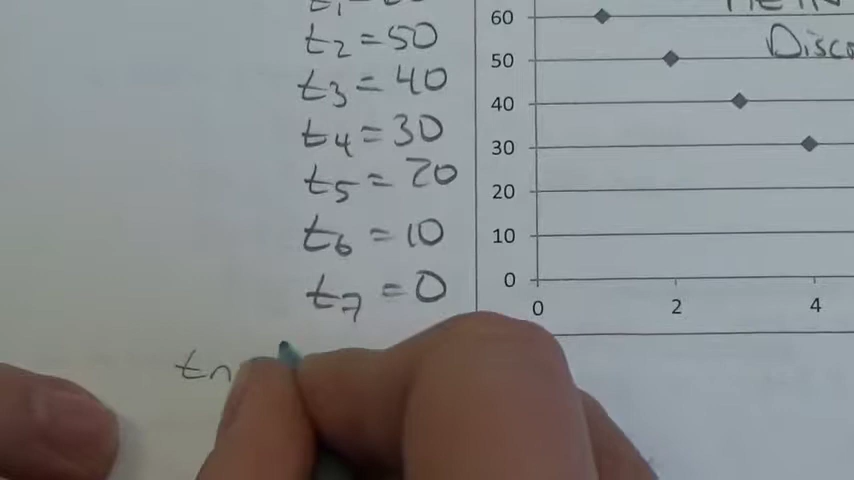 t2 = 50
t3 = 40
t4 = 30
t5 = 20
t6 = 10
t7 = 0
tn
60
50
40
30
20
10
0
0 2 4